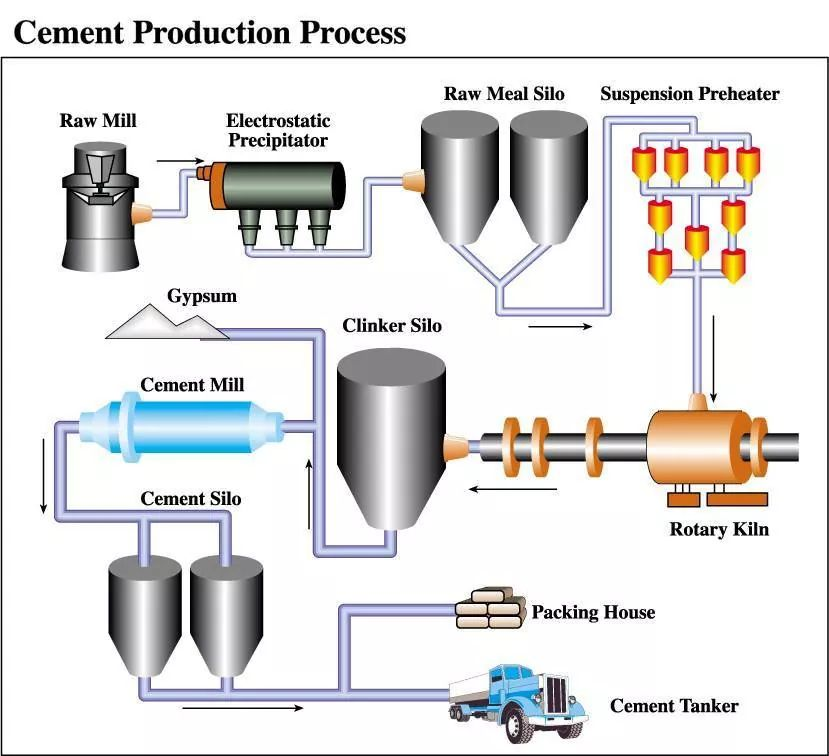 Cement Production Process
Raw Meal Silo
Suspension Preheater
Raw Mill
Electrostatic
Precipitator
Gypsum
Clinker Silo
Cement Mill
Cement Silo
Rotary Kiln
Packing House
Cement Tanker